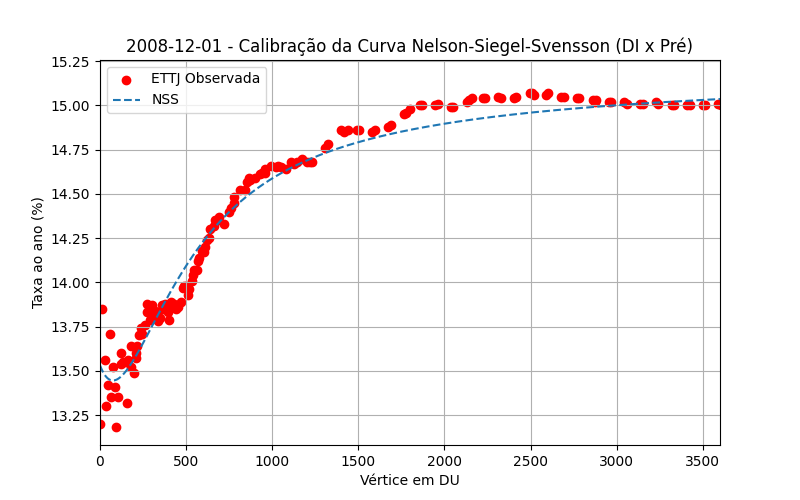 2008-12-01 - Calibração da Curva Nelson-Siegel-Svensson (DI x Pré)
ETTJ Observada
NSS
Taxa ao ano (%)
15.25
15.00
14.75
14.50
14.25
14.00
13.75
13.50
13.25
0 500 1000 1500 2000 2500 3000 3500
Vértice em DU